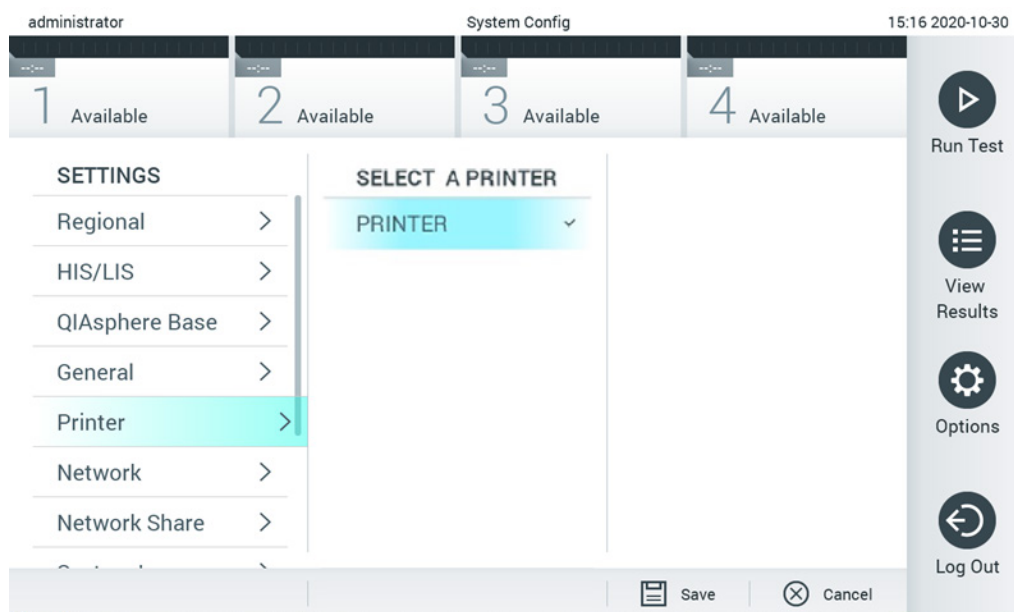 administrator System Config 15:16 2020-10-30
--:-- --:-- --:-- --:--
1 Available 2 Available 3 Available 4 Available
Run Test
SETTINGS
Regional
HIS/LIS
QIAsphere Base
General
Printer
Network
Network Share
SELECT A PRINTER
PRINTER
View
Results
Options
Log Out
Save Cancel